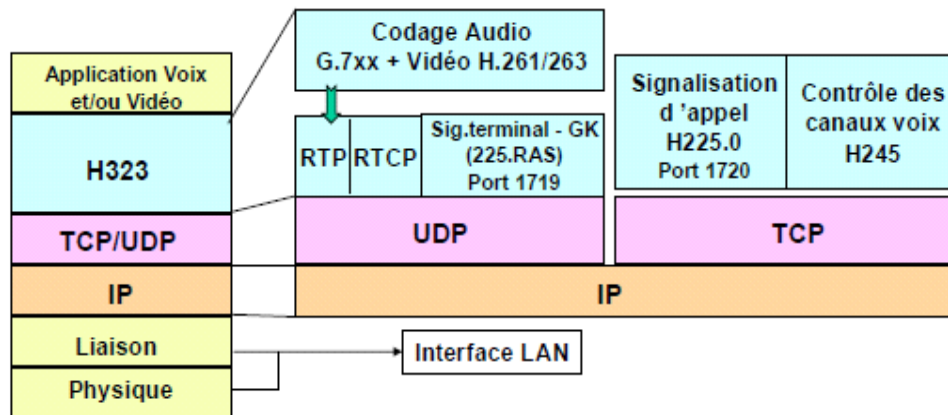 Application Voix
et/ou Vidéo
H323
TCP/UDP
IP
Liaison
Physique
Codage Audio
G.7xx + Vidéo H.261/263
RTP
RTCP
Sig.terminal - GK
(225.RAS)
Port 1719
UDP
Signalisation
d 'appel
H225.0
Port 1720
Contrôle des
canaux voix
H245
TCP
IP
Interface LAN